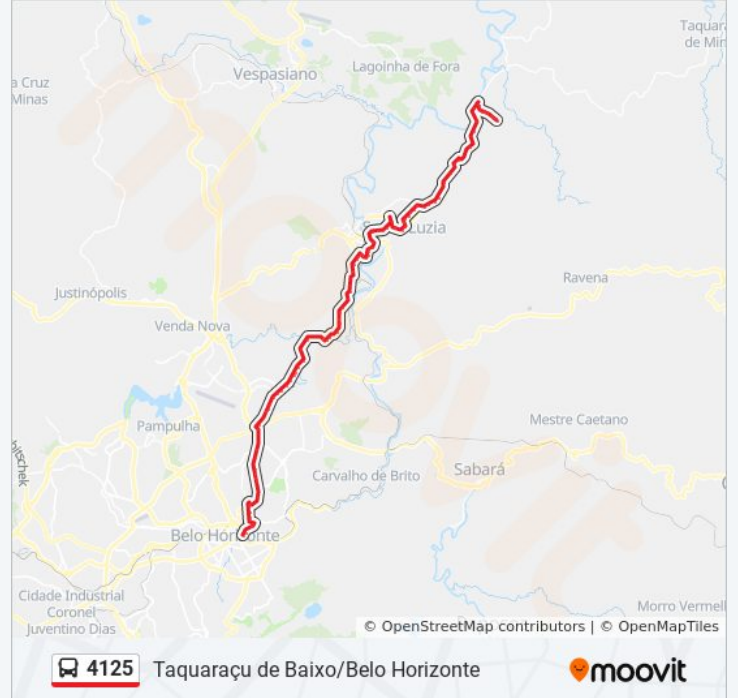 Taquar
de Min
Lagoinha de Fora
Vespasiano
a Cruz
Minas
Luzia
Ravena
Justinópolis
Venda Nova
Mestre Caetano
Pampulha
Sabará
Carvalho de Brito
Belo Horizonte
Cidade Industrial
Coronel
Juventino Dias
Morro Vermel
© OpenStreetMap contributors | © OpenMapTiles
4125 Taquaraçu de Baixo/Belo Horizonte
moovit